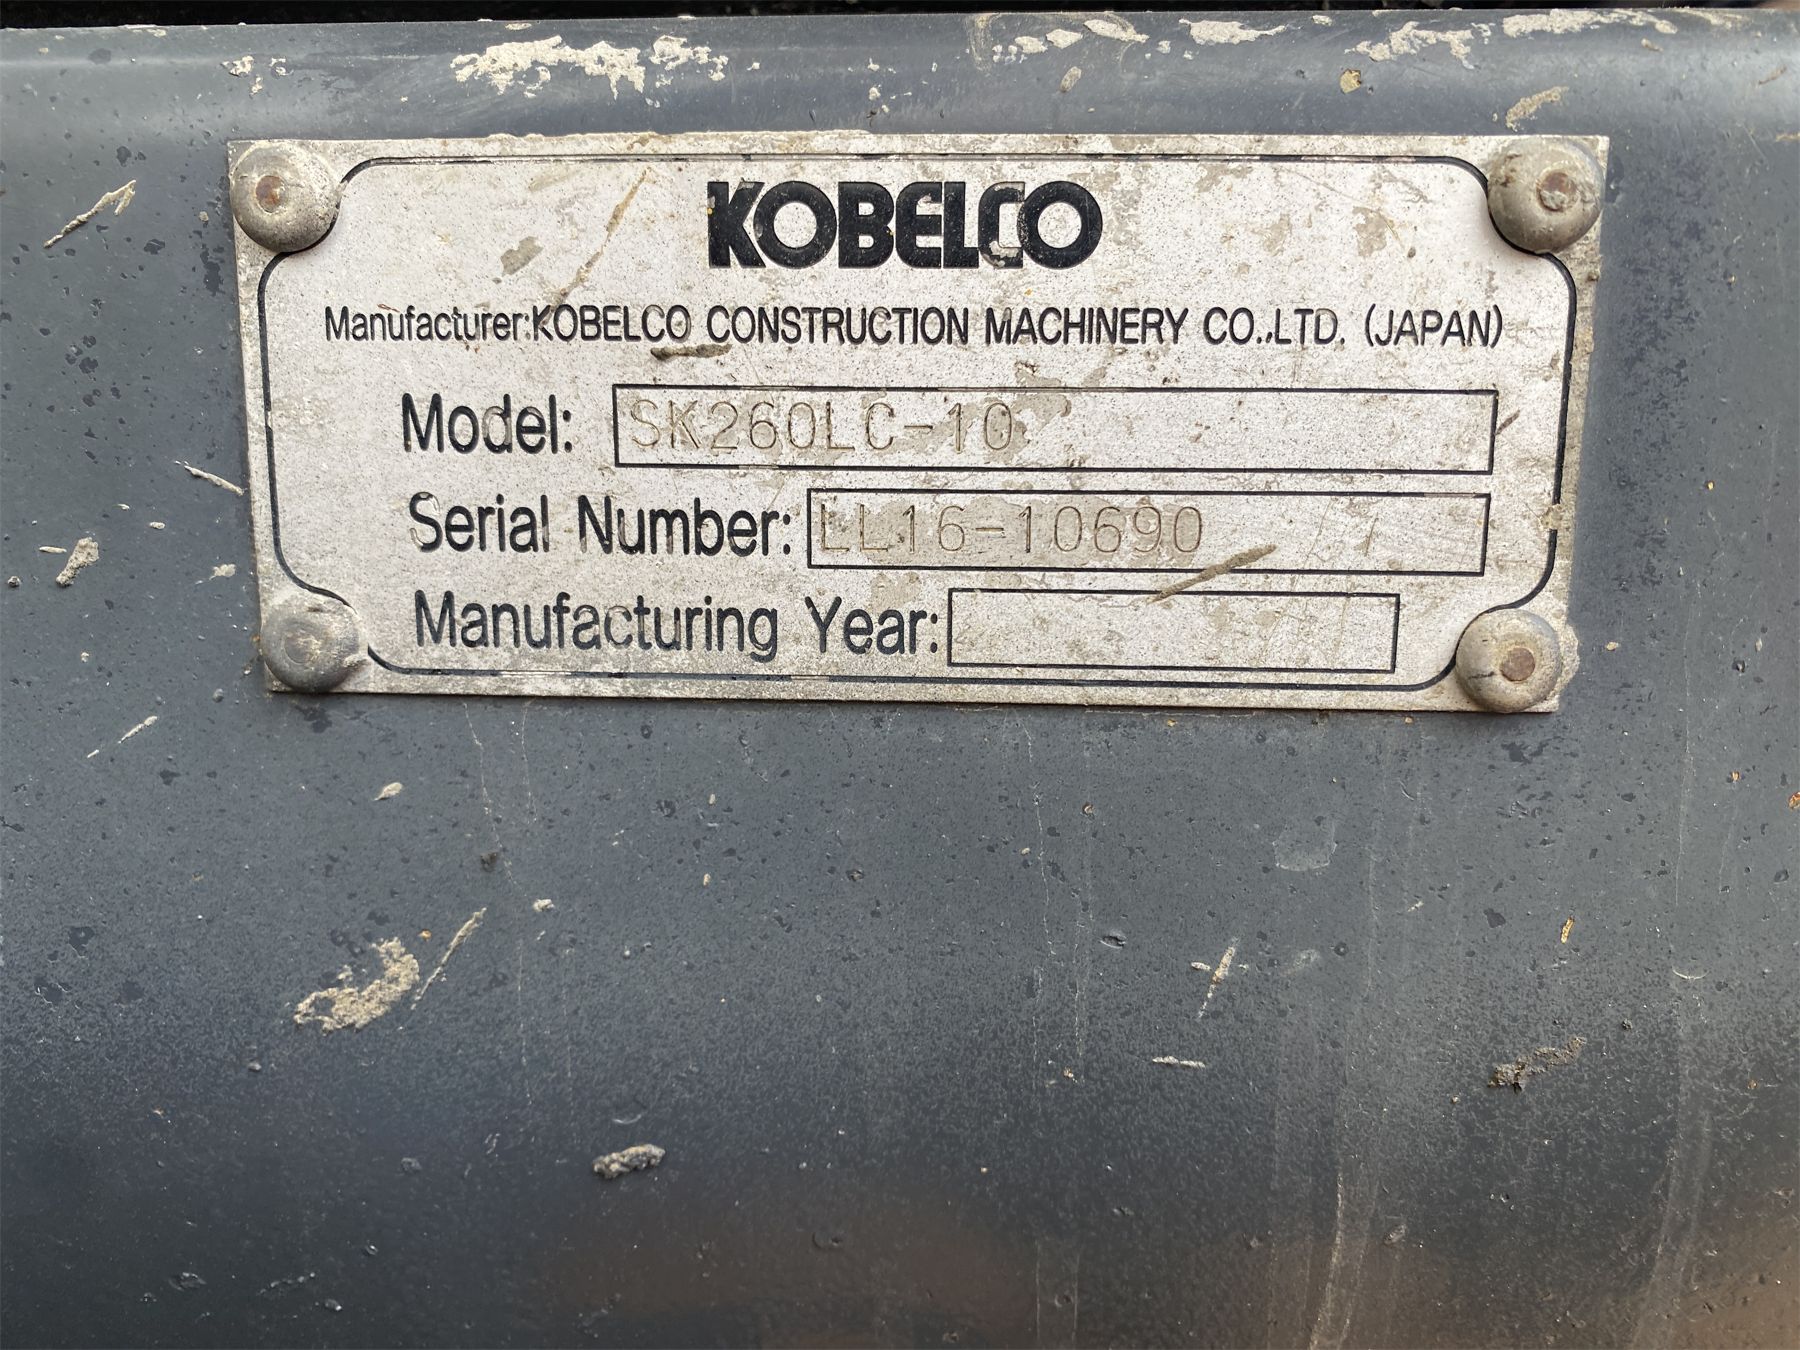 KOBELCO
Manufacturer:KOBELCO CONSTRUCTION MACHINERY CO.,LTD. (JAPAN)
Model: SK260LC-10
Serial Number: LL16-10690
Manufacturing Year: